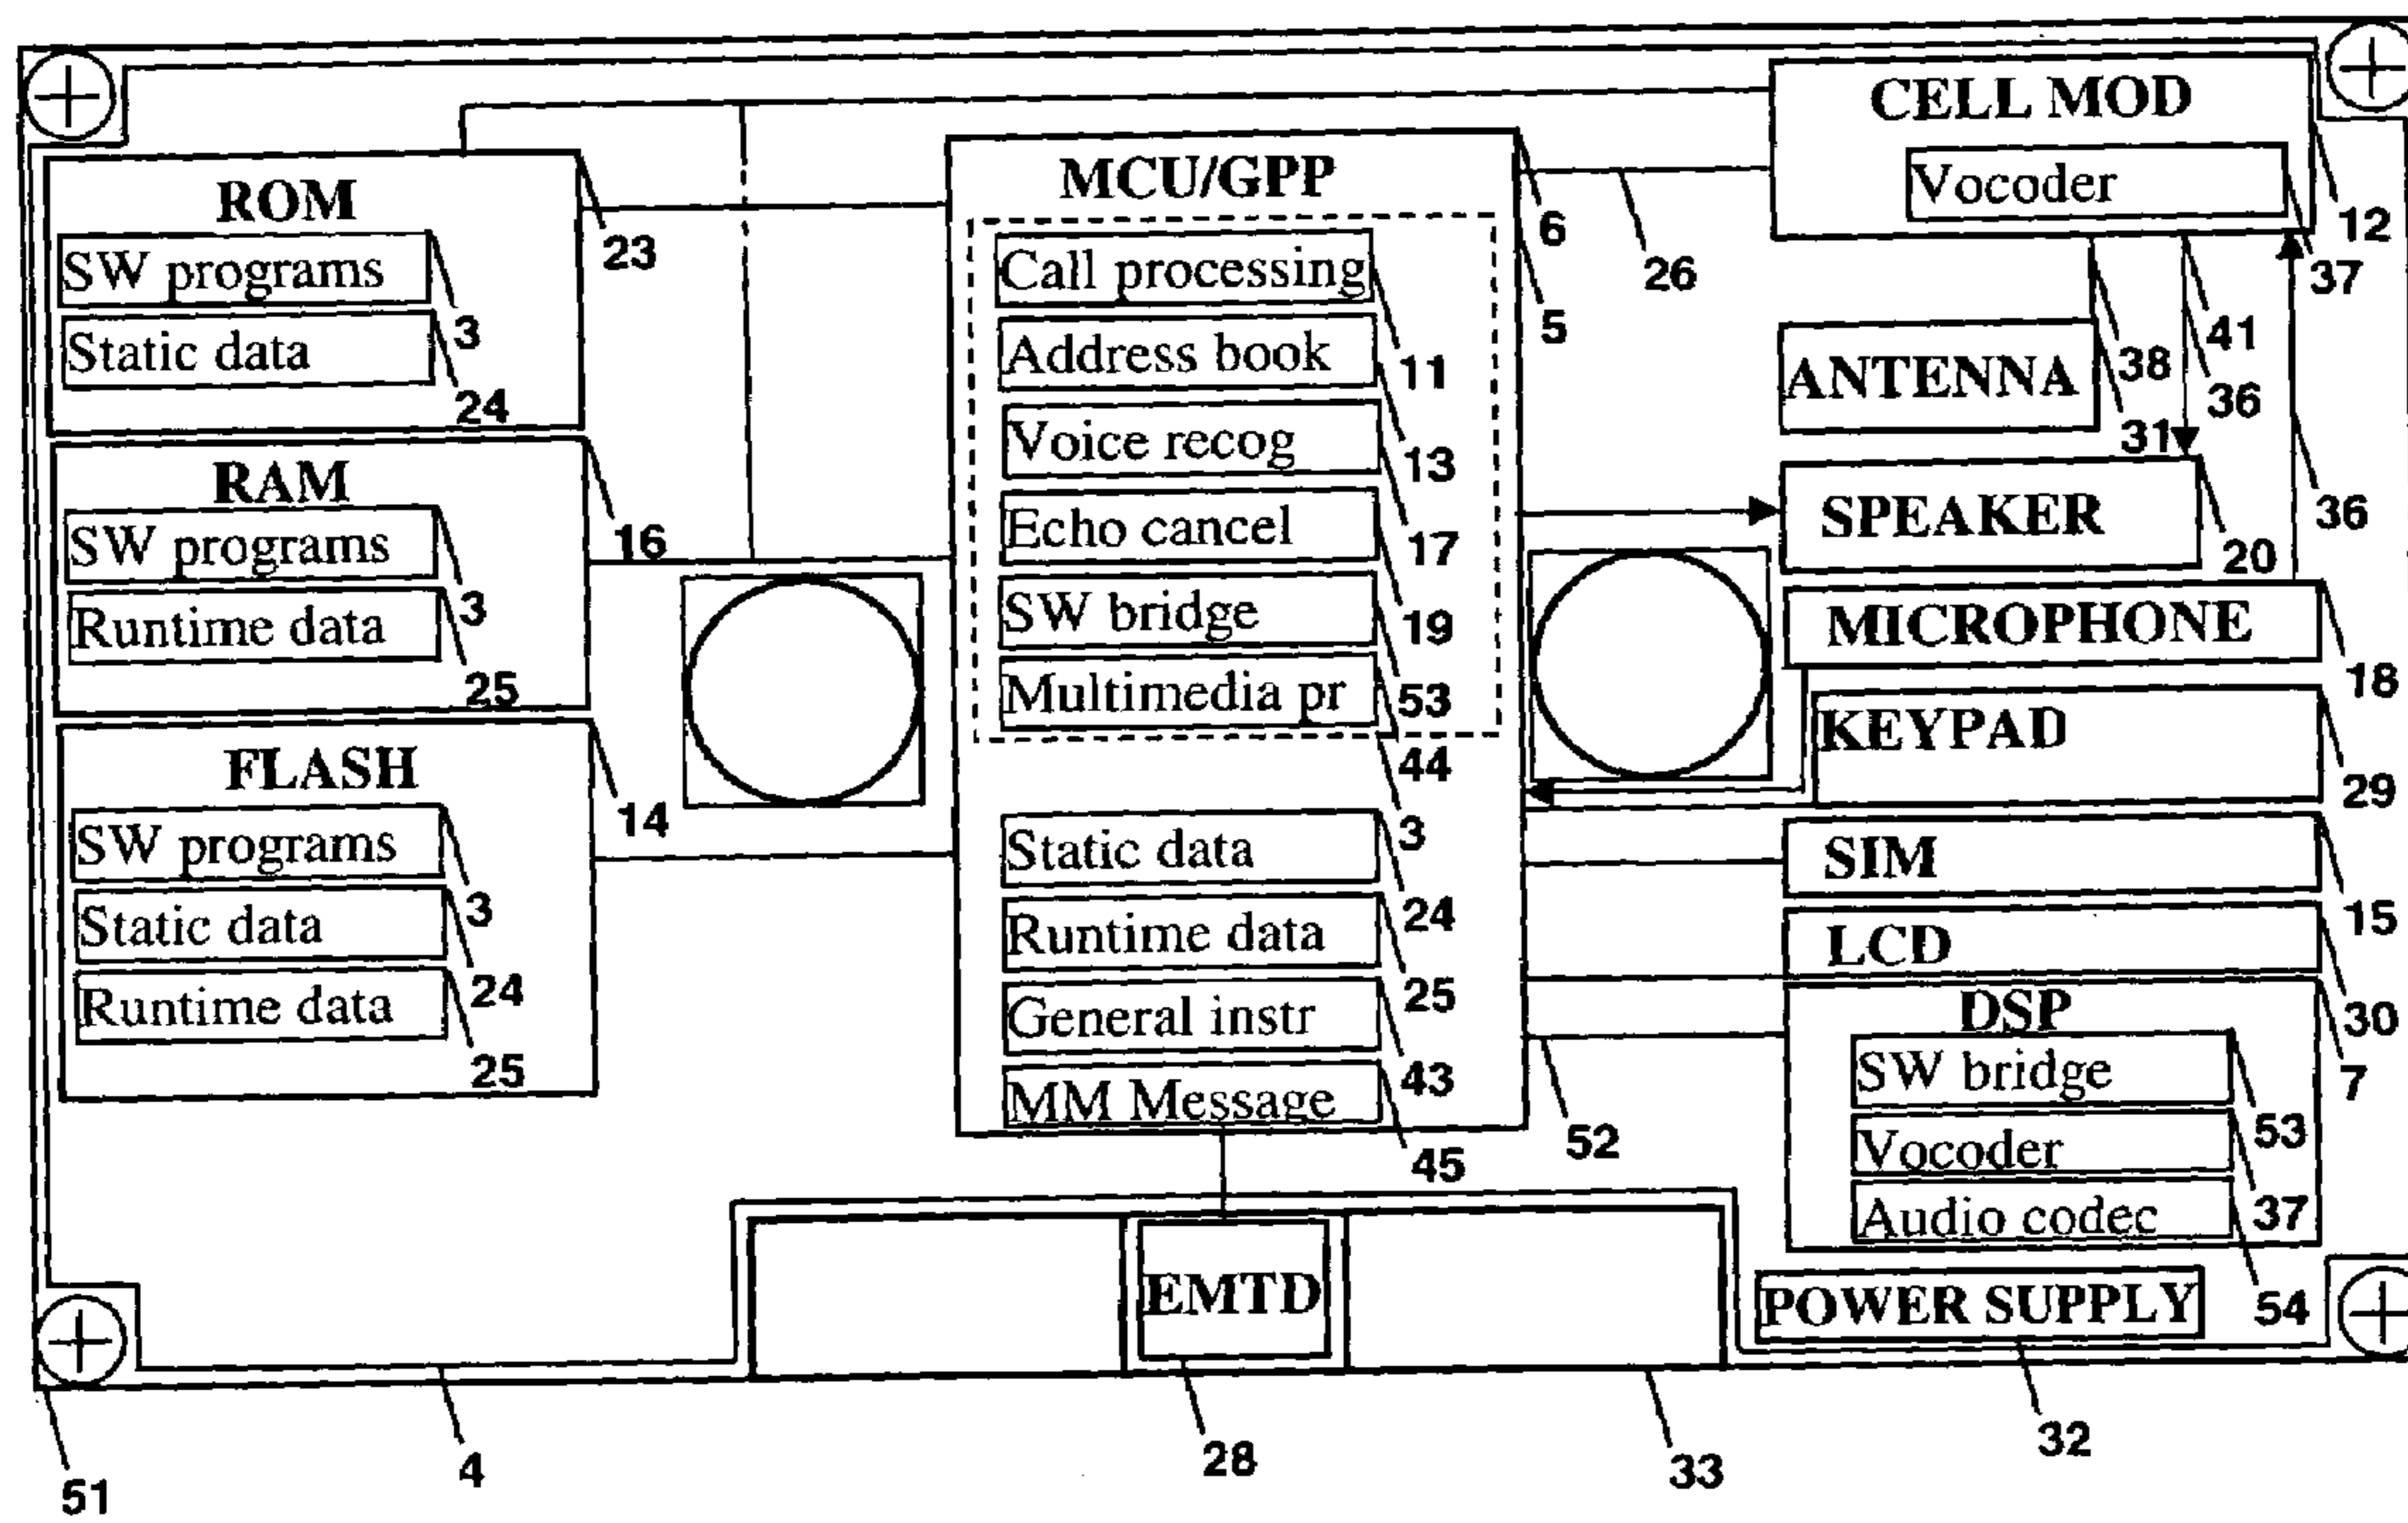 ROM
SW programs
Static data
23
3
24
RAM
SW programs
Runtime data
16
3
25
FLASH
SW programs
Static data
Runtime data
14
3
24
25
MCU/GPP
Call processing
Address book
Voice recog
Echo cancel
SW bridge
Multimedia pr
Static data
Runtime data
General instr
MM Message
6
5
11
13
17
19
53
44
3
24
25
43
45
26
52
CELL MOD
Vocoder
12
37
41
38
36
31
36
ANTENNA
SPEAKER
20
MICROPHONE
18
KEYPAD
29
SIM
15
LCD
30
DSP
7
SW bridge
Vocoder
Audio codec
53
37
54
POWER SUPPLY
32
EMTD
28
33
4
51